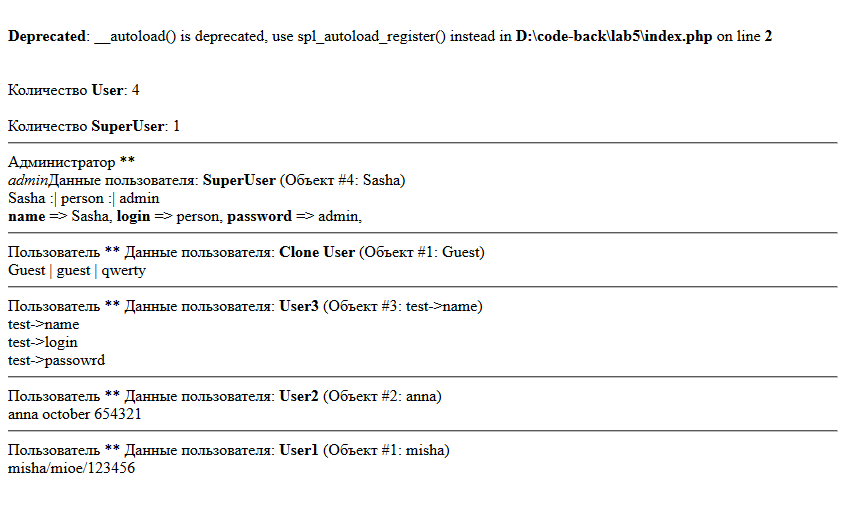 Deprecated: __autoload() is deprecated, use spl_autoload_register() instead in D:\code-back\lab5\index.php on line 2
Количество User: 4
Количество SuperUser: 1
Администратор **
adminДанные пользователя: SuperUser (Объект #4: Sasha)
Sasha :| person :| admin
name => Sasha, login => person, password => admin,
Пользователь ** Данные пользователя: Clone User (Объект #1: Guest)
Guest | guest | qwerty
Пользователь ** Данные пользователя: User3 (Объект #3: test->name)
test->name
test->login
test->passowrd
Пользователь ** Данные пользователя: User2 (Объект #2: anna)
anna october 654321
Пользователь ** Данные пользователя: User1 (Объект #1: misha)
misha/mioe/123456